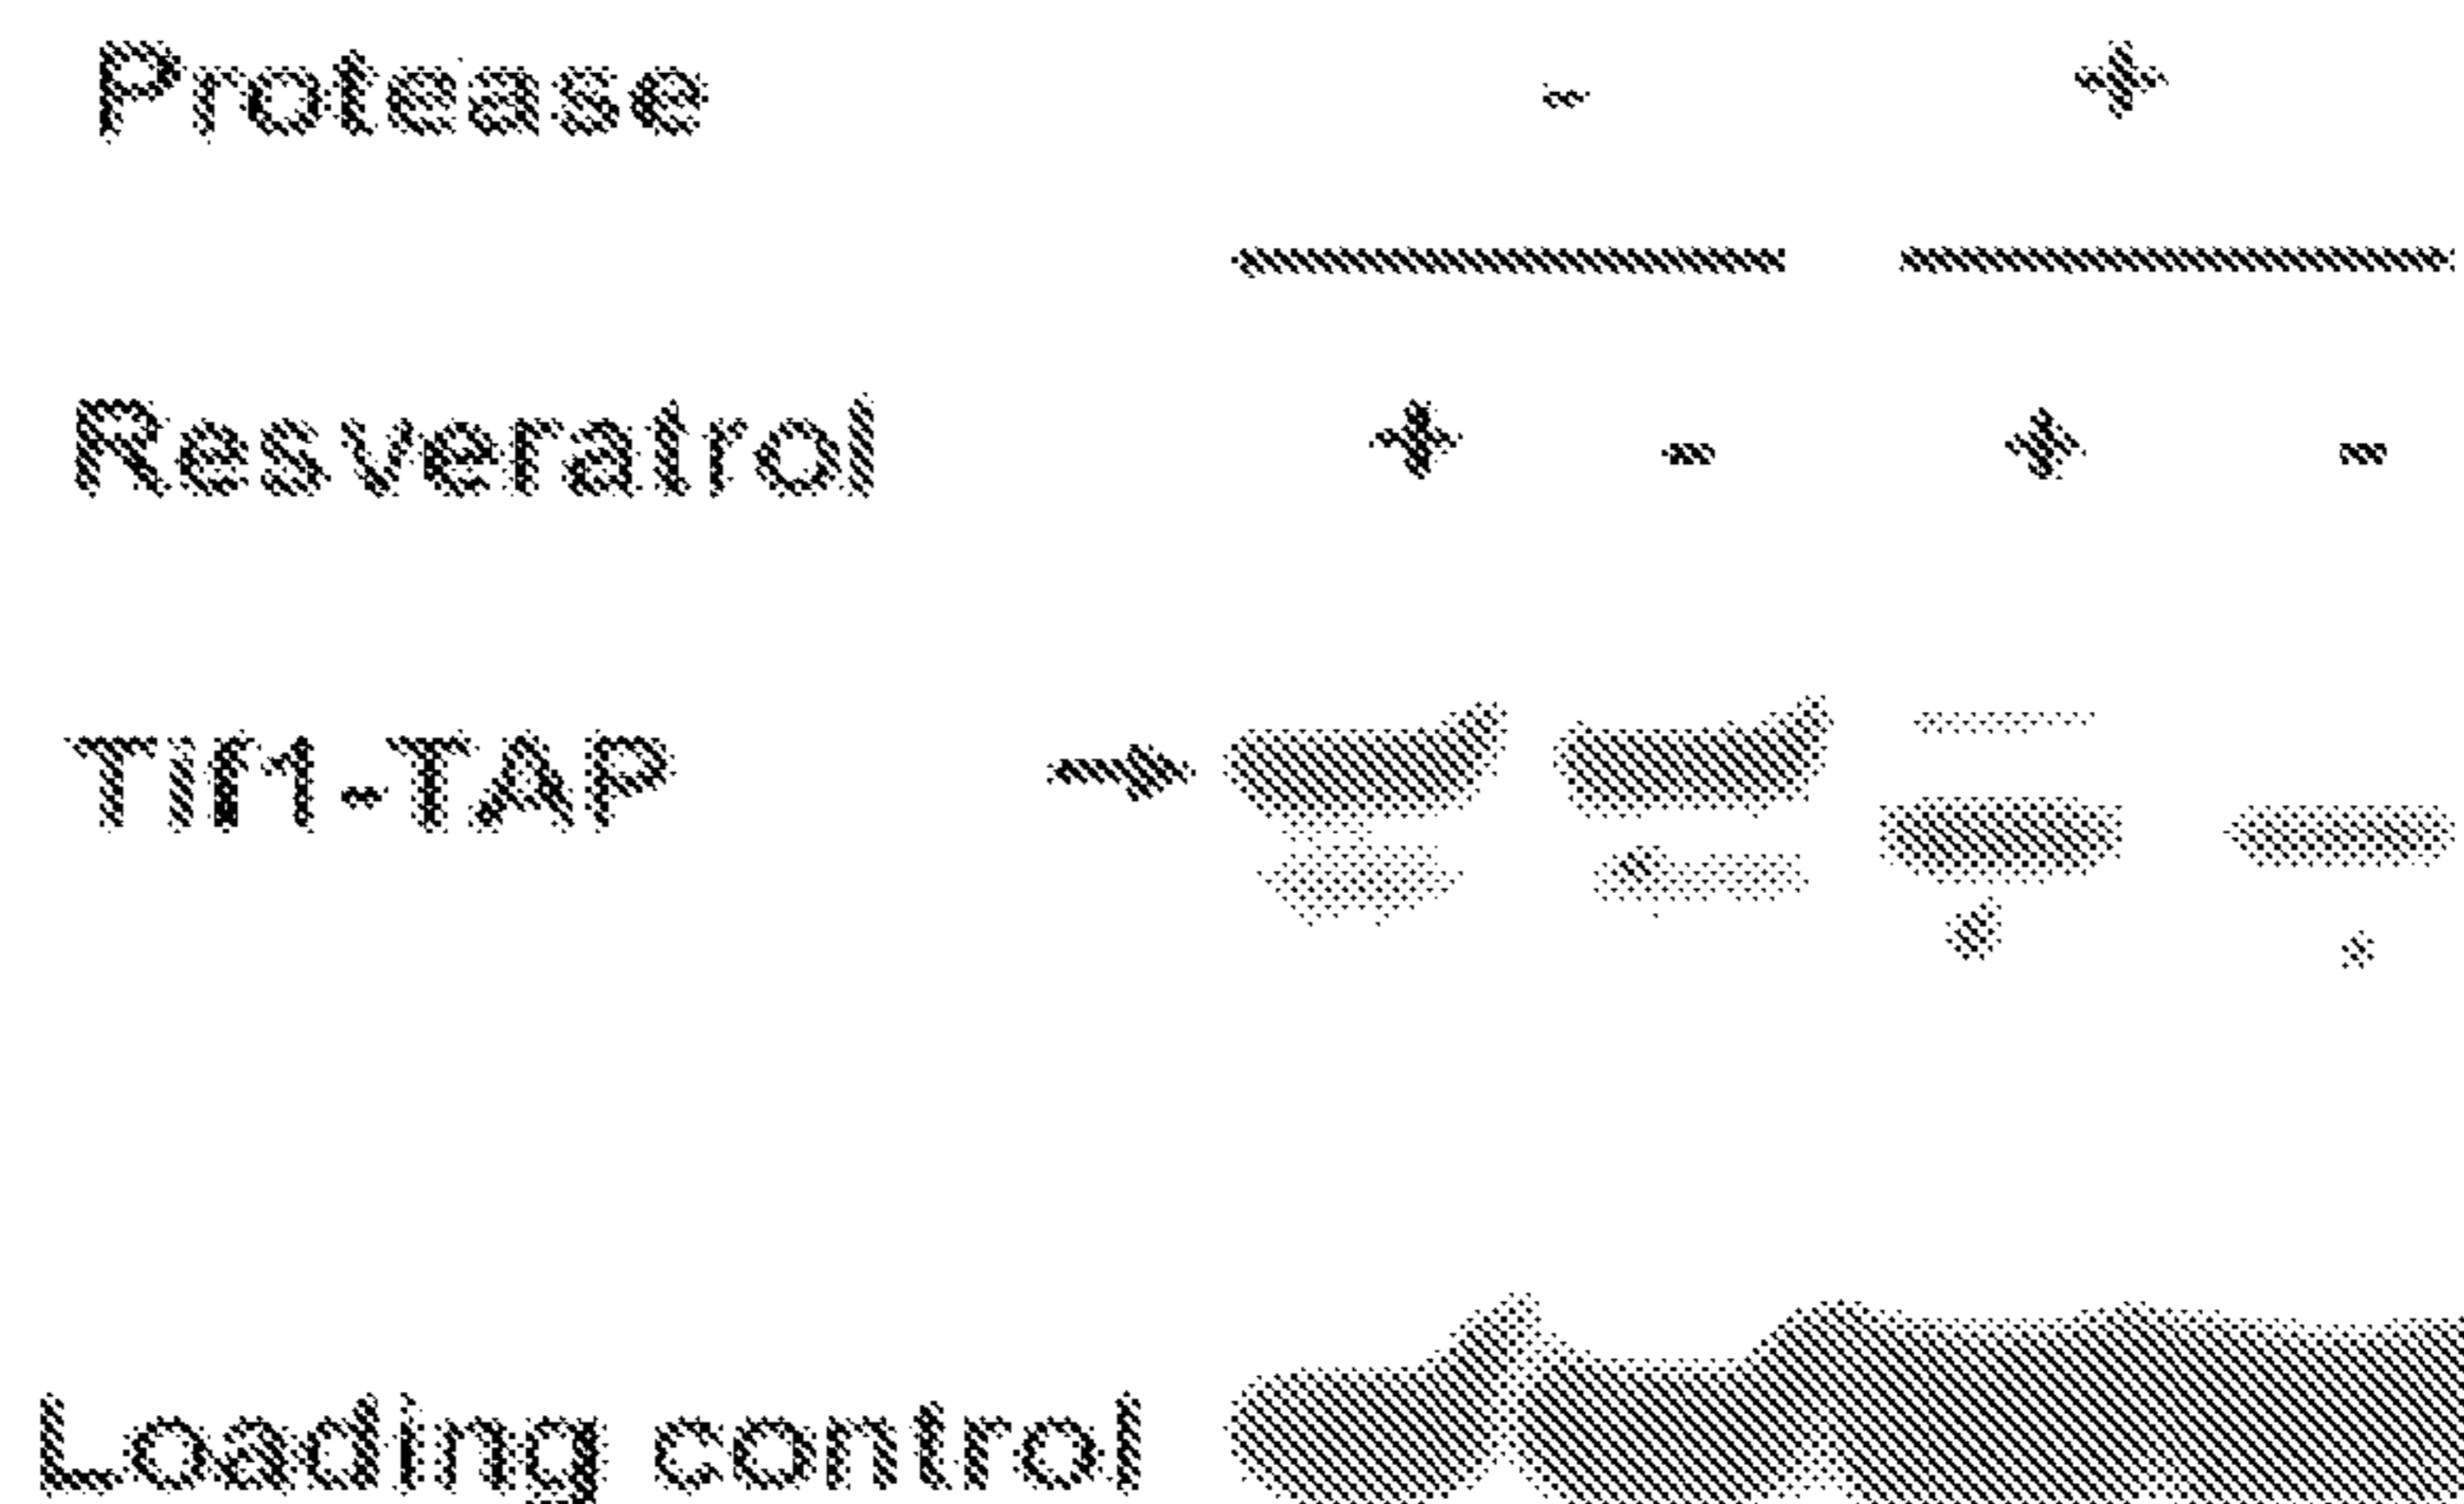 Protease - +
Resveratrol + - + -
Tif1-TAP
Loading control